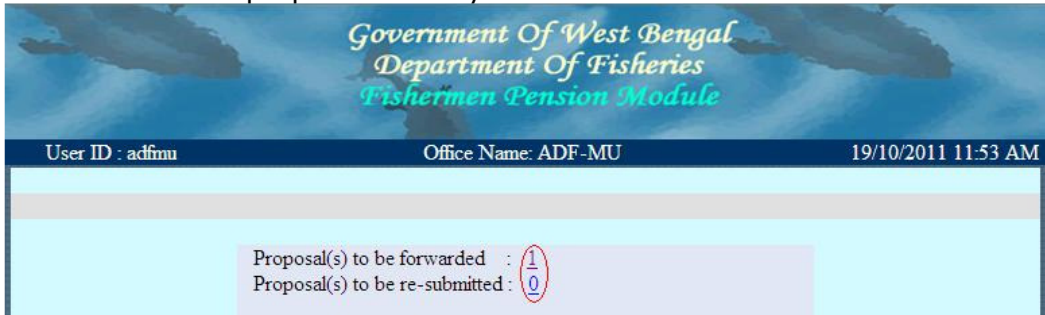 Government Of West Bengal
Department Of Fisheries
Fishermen Pension Module
User ID : adfmu Office Name: ADF-MU 19/10/2011 11:53 AM
Proposal(s) to be forwarded : 1
Proposal(s) to be re-submitted : 0